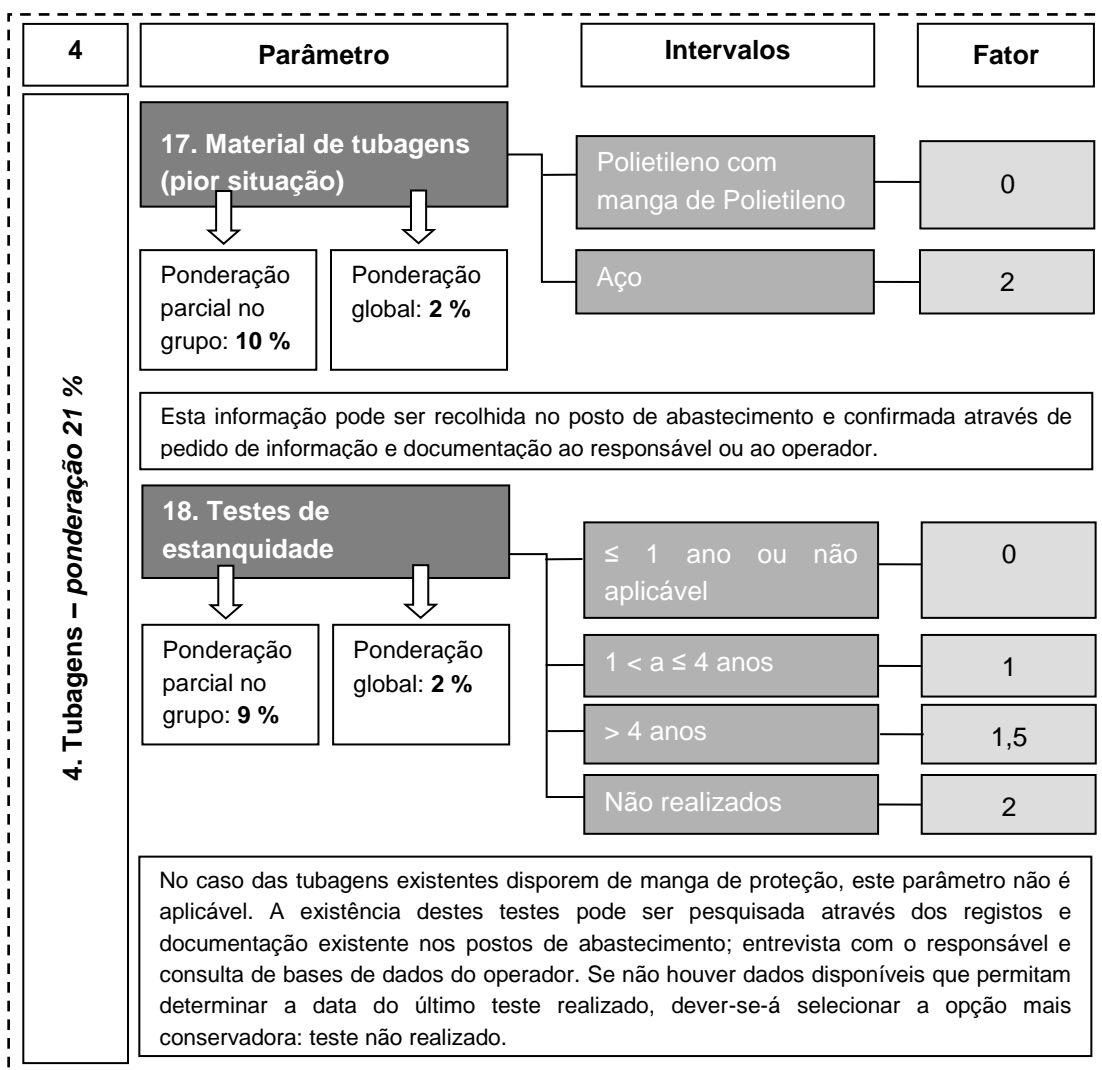 4
Parâmetro
Intervalos
Fator
4. Tubagens – ponderação 21 %
17. Material de tubagens
(pior situação)
Polietileno com
manga de Polietileno
0
Aço
2
Ponderação
parcial no
grupo: 10 %
Ponderação
global: 2 %
Esta informação pode ser recolhida no posto de abastecimento e confirmada através de
pedido de informação e documentação ao responsável ou ao operador.
18. Testes de
estanquidade
≤ 1 ano ou não
aplicável
0
1 < a ≤ 4 anos
1
> 4 anos
1,5
Não realizados
2
Ponderação
parcial no
grupo: 9 %
Ponderação
global: 2 %
No caso das tubagens existentes disporem de manga de proteção, este parâmetro não é
aplicável. A existência destes testes pode ser pesquisada através dos registos e
documentação existente nos postos de abastecimento; entrevista com o responsável e
consulta de bases de dados do operador. Se não houver dados disponíveis que permitam
determinar a data do último teste realizado, dever-se-á selecionar a opção mais
conservadora: teste não realizado.